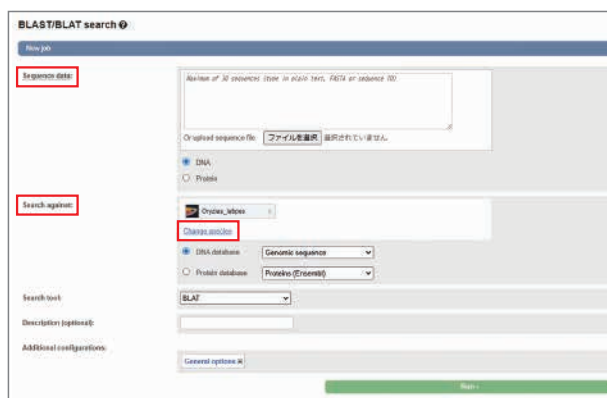 BLAST/BLAT search
New job
Sequence data:
Maximum of 30 sequences (type in plain text, FASTA or sequence ID)
Or upload sequence file: ファイルを選択 選択されていません
DNA
Protein
Search against:
Oryzias_latipes
Change species
DNA database Genomic sequence
Protein database Proteins (Ensembl)
Search tool: BLAT
Description (optional):
Additional configurations:
General options
Run ›